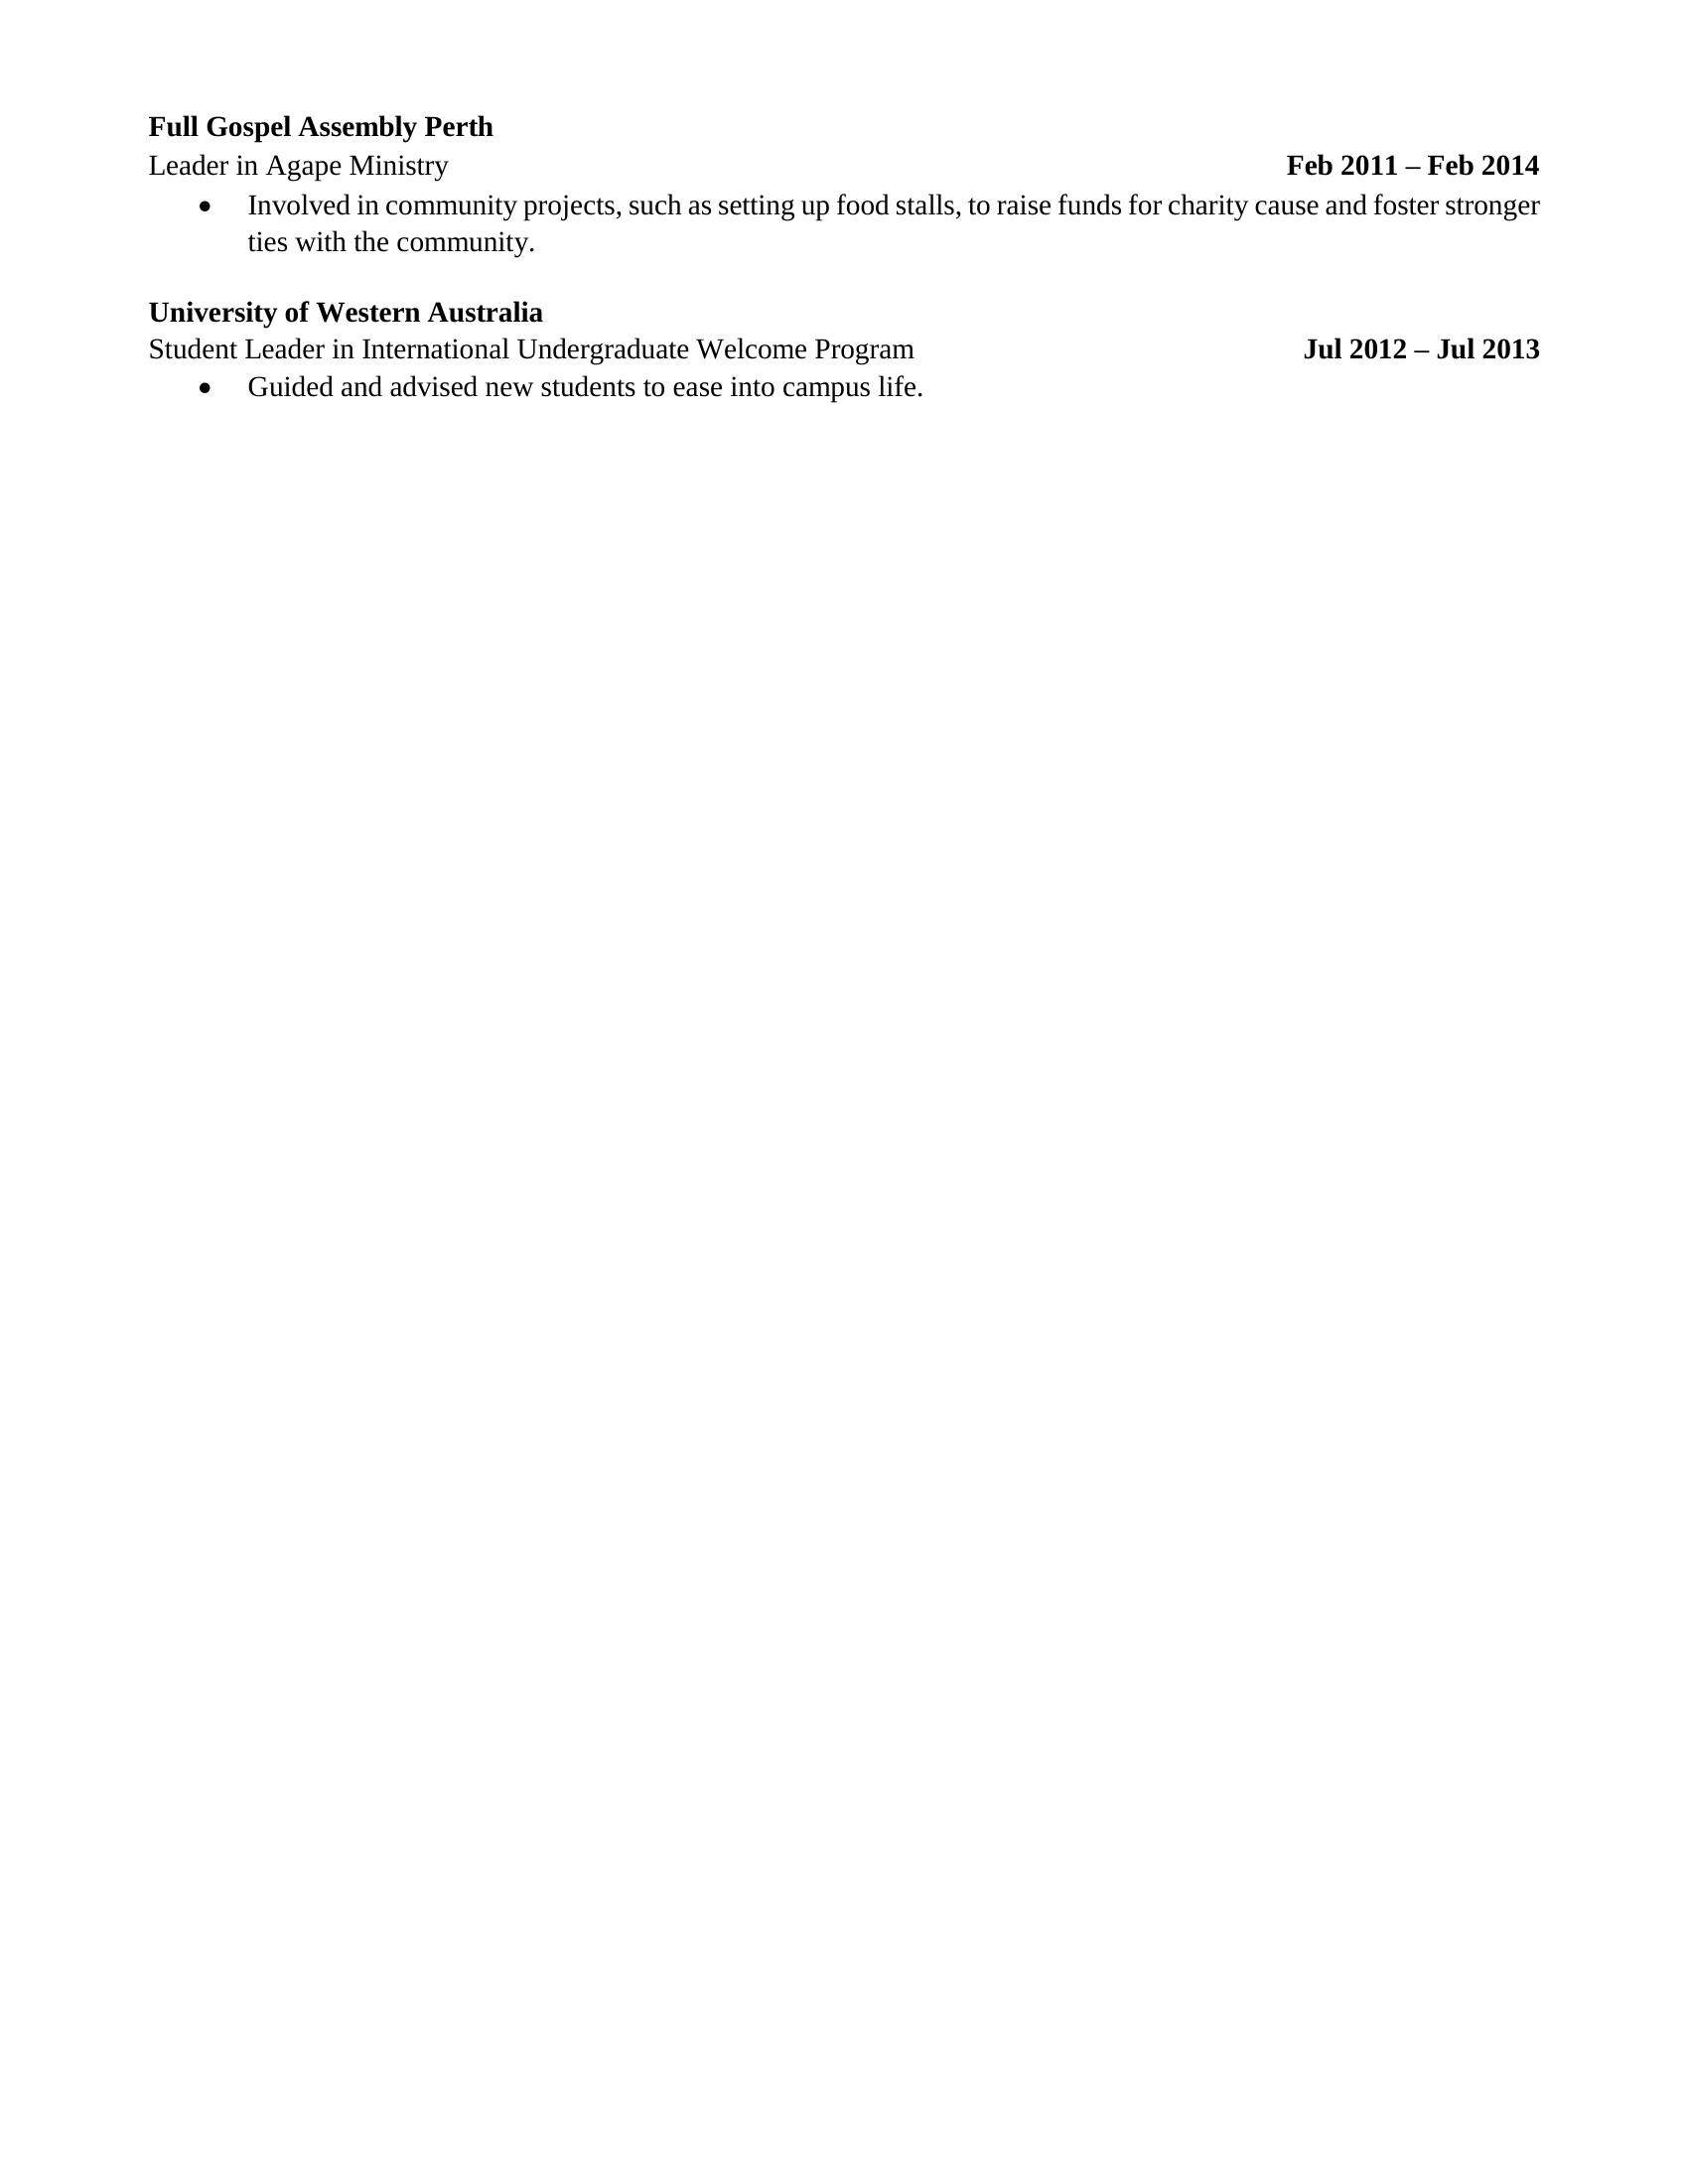 Full Gospel Assembly Perth
Leader in Agape Ministry Feb 2011 – Feb 2014
• Involved in community projects, such as setting up food stalls, to raise funds for charity cause and foster stronger
ties with the community.
University of Western Australia
Student Leader in International Undergraduate Welcome Program Jul 2012 – Jul 2013
• Guided and advised new students to ease into campus life.